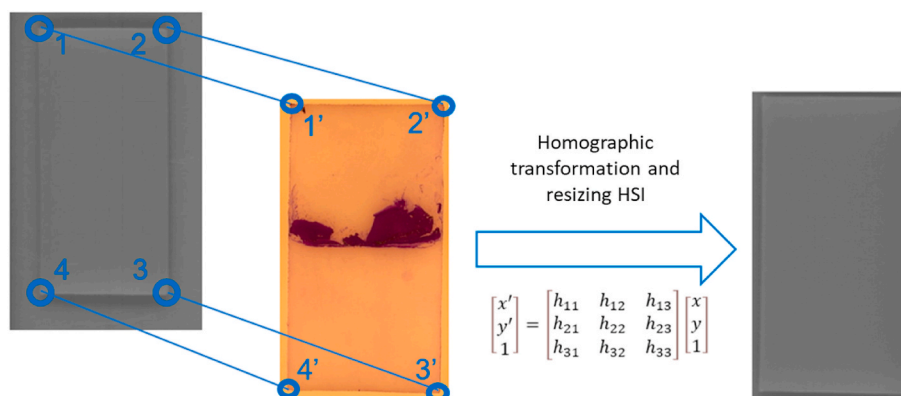 1 2
1’ 2’
4 3
4’ 3’
Homographic
transformation and
resizing HSI
[x′ y′ 1] = [h₁₁ h₁₂ h₁₃; h₂₁ h₂₂ h₂₃; h₃₁ h₃₂ h₃₃] [x y 1]